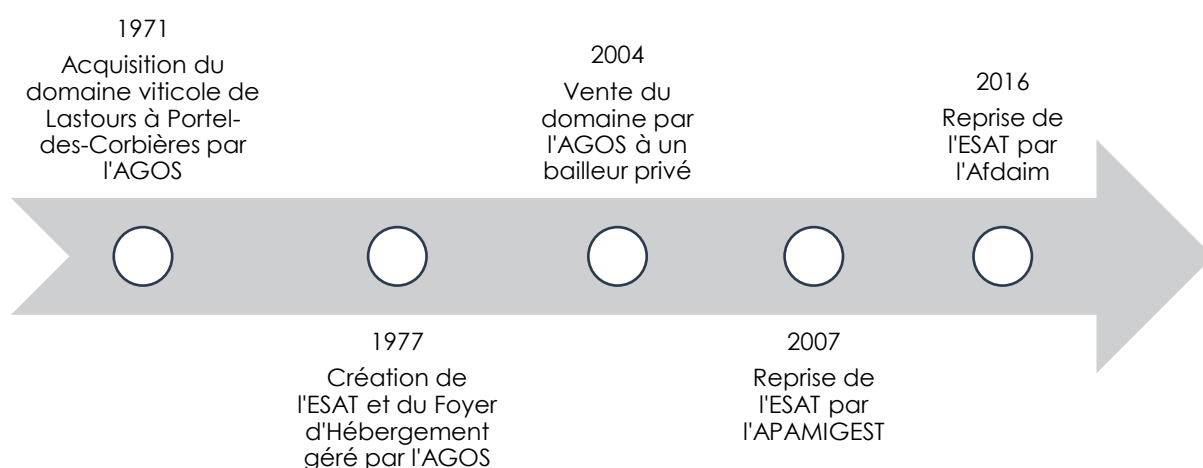 1971
Acquisition du
domaine viticole de
Lastours à Portel-
des-Corbières par
l'AGOS
1977
Création de
l'ESAT et du Foyer
d'Hébergement
géré par l'AGOS
2004
Vente du
domaine par
l'AGOS à un
bailleur privé
2007
Reprise de
l'ESAT par
l'APAMIGEST
2016
Reprise de
l'ESAT par
l'Afdaim